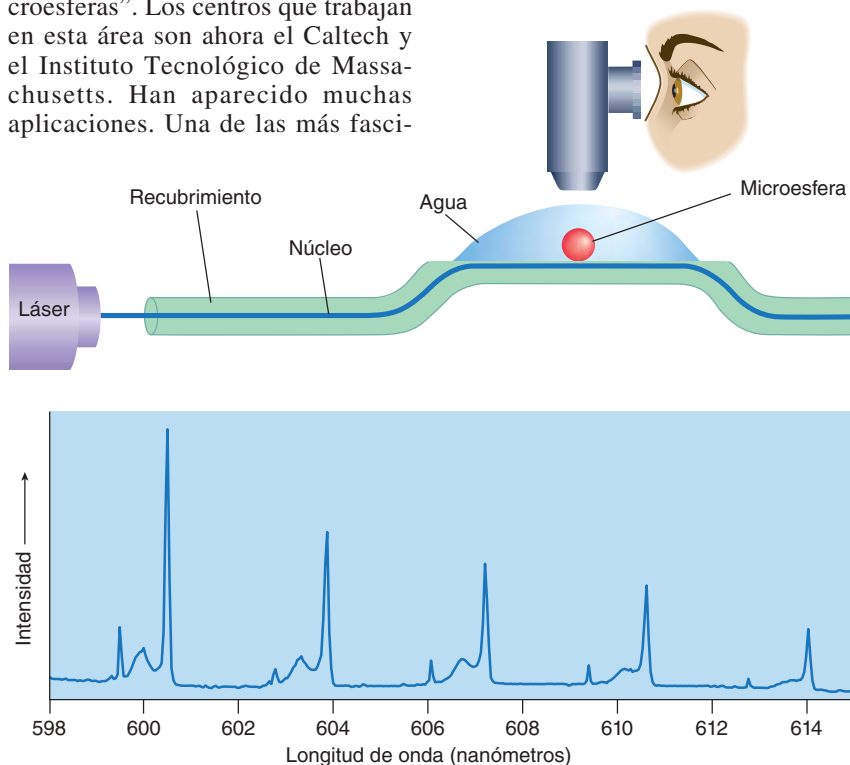 croesferas”. Los centros que trabajan
en esta área son ahora el Caltech y
el Instituto Tecnológico de Massa-
chusetts. Han aparecido muchas
aplicaciones. Una de las más fasci-
Recubrimiento
Agua
Microesfera
Núcleo
Láser
Intensidad
598 600 602 604 606 608 610 612 614
Longitud de onda (nanómetros)